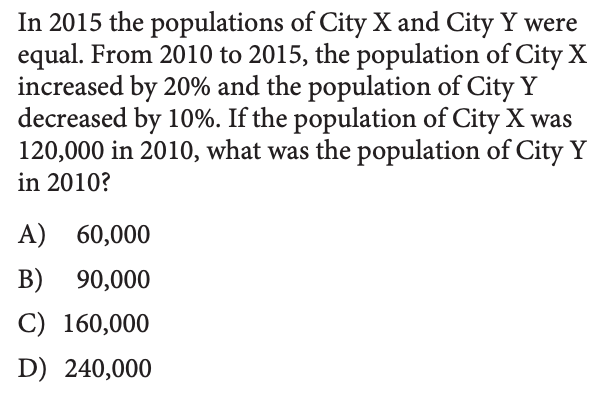 In 2015 the populations of City X and City Y were
equal. From 2010 to 2015, the population of City X
increased by 20% and the population of City Y
decreased by 10%. If the population of City X was
120,000 in 2010, what was the population of City Y
in 2010?
A) 60,000
B) 90,000
C) 160,000
D) 240,000